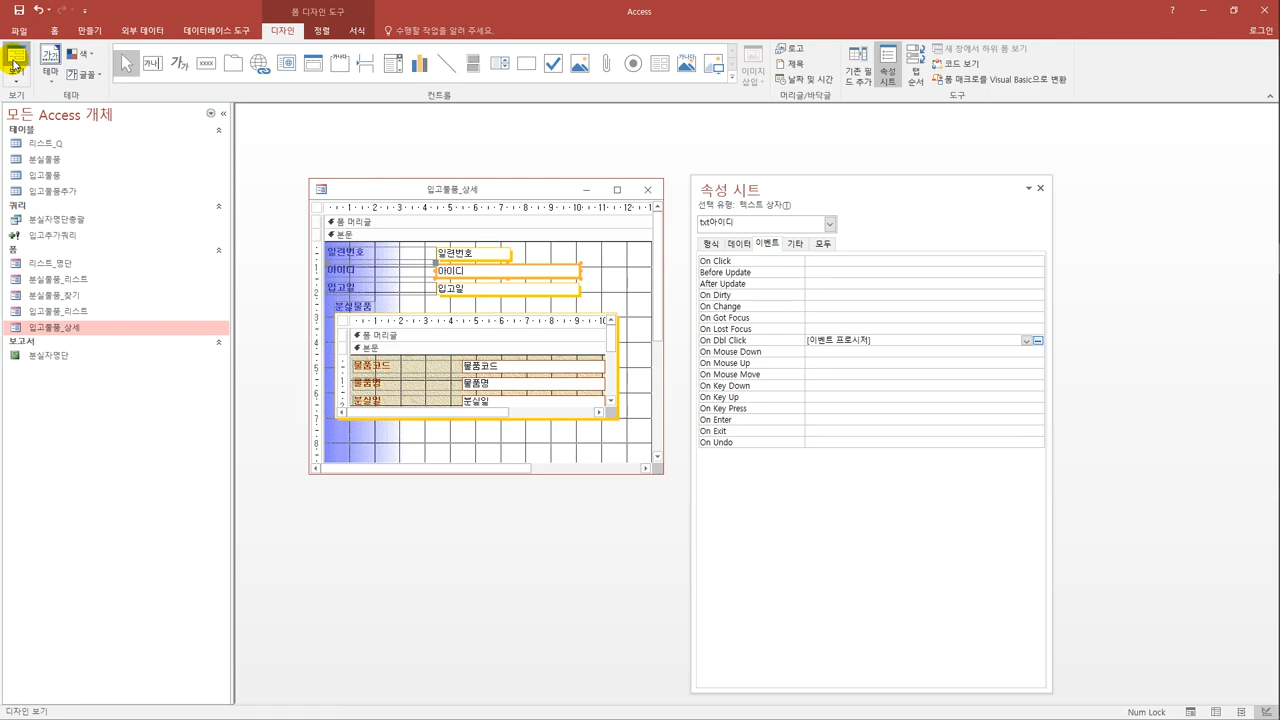 폼 디자인 도구
Access
?
파일 홈 만들기 외부 데이터 데이터베이스 도구 디자인 정렬 서식 수행할 작업을 알려 주세요.
로그인
보기
테마
색
글꼴
이미지 삽입
로고
제목
날짜 및 시간
기존 필드 추가
속성 시트
탭 순서
새 창에서 하위 폼 보기
코드 보기
폼 매크로를 Visual Basic으로 변환
보기 테마 컨트롤 머리글/바닥글 도구
모든 Access 개체
테이블
리스트_Q
분실물품
입고물품
입고물품추가
쿼리
분실자명단총괄
입고추가쿼리
폼
리스트_명단
분실물품_리스트
분실물품_찾기
입고물품_리스트
입고물품_상세
보고서
분실자명단
입고물품_상세
폼 머리글
본문
일련번호 일련번호
아이디 아이디
입고일 입고일
분실물품
폼 머리글
본문
물품코드 물품코드
물품명 물품명
분실일 분실일
속성 시트
선택 유형: 텍스트 상자(T)
txt아이디
형식 데이터 이벤트 기타 모두
On Click
Before Update
After Update
On Dirty
On Change
On Got Focus
On Lost Focus
On Dbl Click [이벤트 프로시저]
On Mouse Down
On Mouse Up
On Mouse Move
On Key Down
On Key Up
On Key Press
On Enter
On Exit
On Undo
디자인 보기
Num Lock